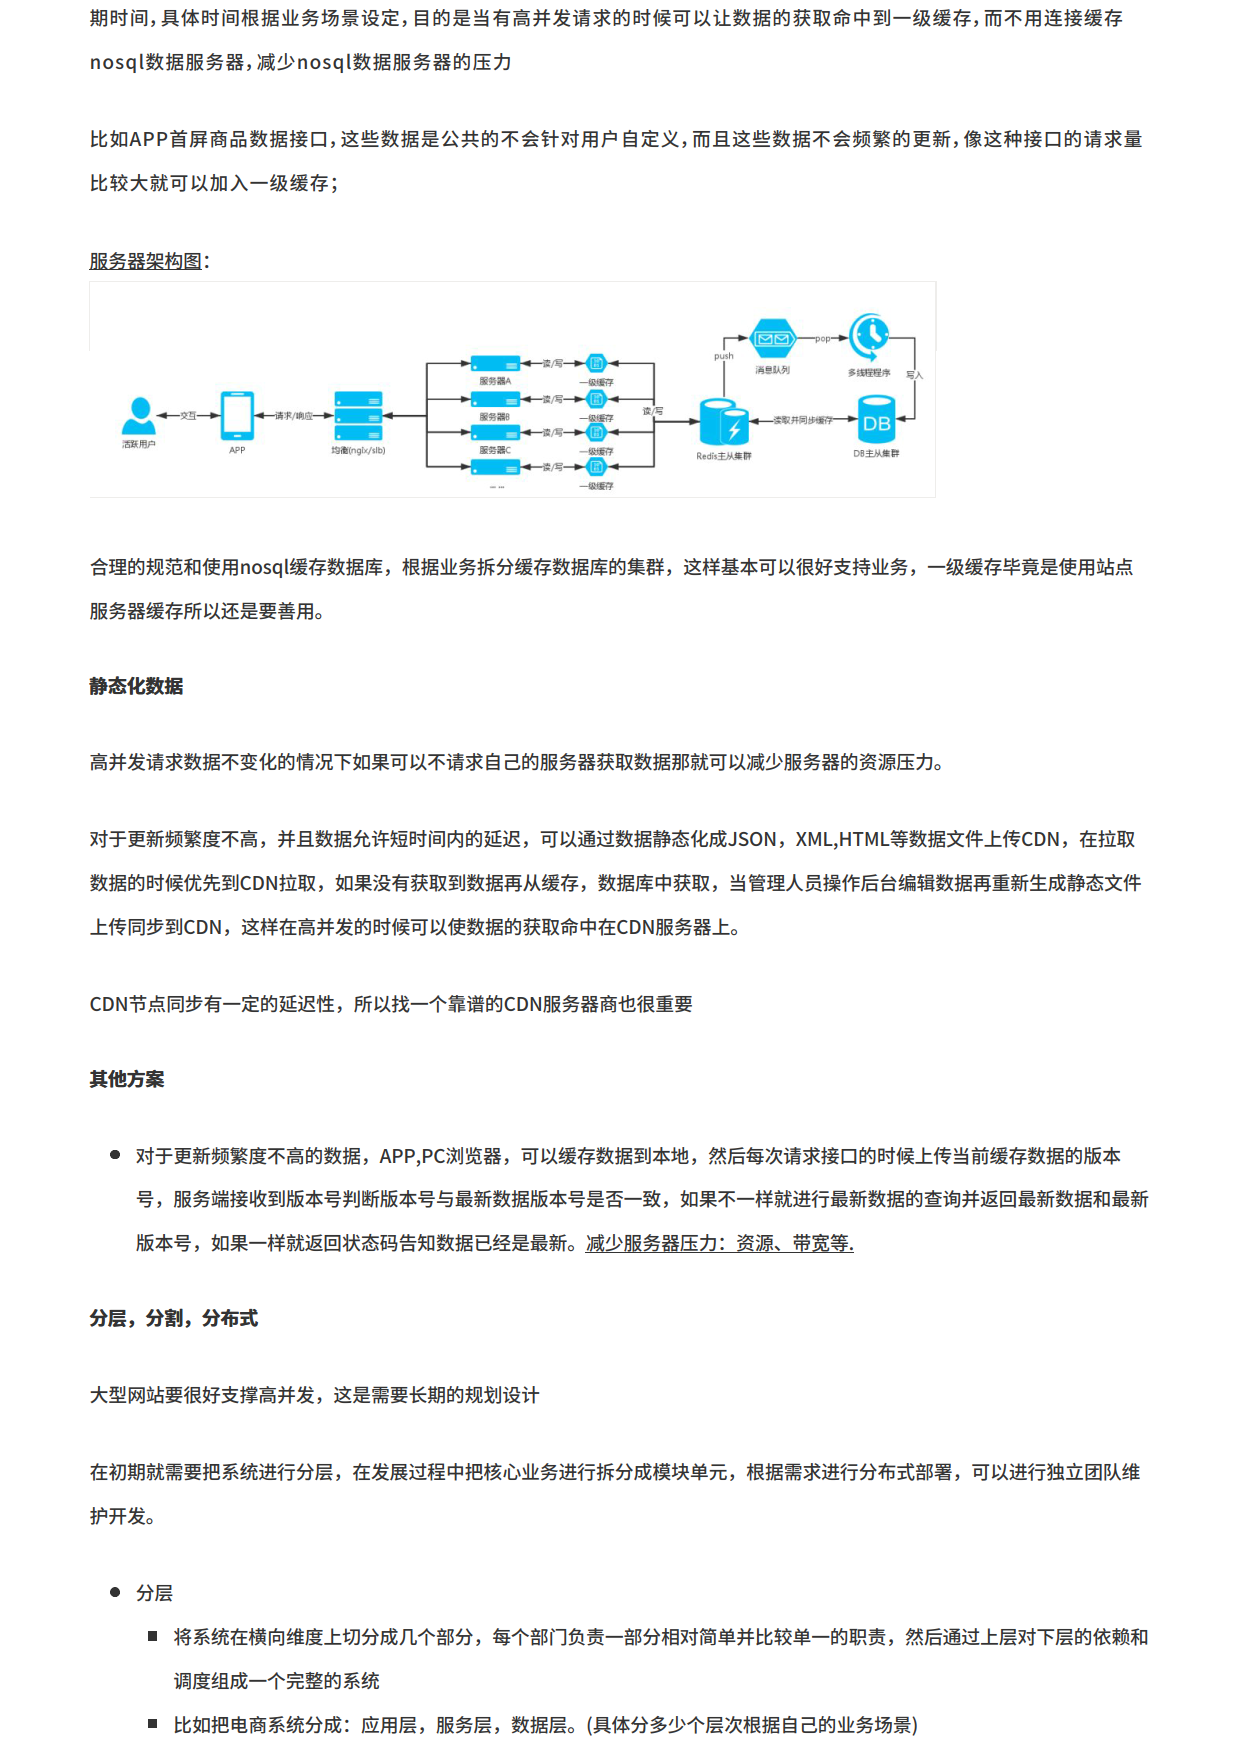 期时间，具体时间根据业务场景设定，目的是当有高并发请求的时候可以让数据的获取命中到一级缓存，而不用连接缓存
nosql数据服务器，减少nosql数据服务器的压力
比如APP首屏商品数据接口，这些数据是公共的不会针对用户自定义，而且这些数据不会频繁的更新，像这种接口的请求量
比较大就可以加入一级缓存；
服务器架构图：
push
消息队列
pop
多线程程序
写入
服务器A
读/写
一级缓存
服务器B
读/写
一级缓存
服务器C
读/写
一级缓存
... ...
读/写
一级缓存
读/写
活跃用户
交互
APP
请求/响应
均衡(ngix/slb)
Redis主从集群
读取并同步缓存
DB
DB主从集群
合理的规范和使用nosql缓存数据库，根据业务拆分缓存数据库的集群，这样基本可以很好支持业务，一级缓存毕竟是使用站点
服务器缓存所以还是要善用。
静态化数据
高并发请求数据不变化的情况下如果可以不请求自己的服务器获取数据那就可以减少服务器的资源压力。
对于更新频繁度不高，并且数据允许短时间内的延迟，可以通过数据静态化成JSON，XML,HTML等数据文件上传CDN，在拉取
数据的时候优先到CDN拉取，如果没有获取到数据再从缓存，数据库中获取，当管理人员操作后台编辑数据再重新生成静态文件
上传同步到CDN，这样在高并发的时候可以使数据的获取命中在CDN服务器上。
CDN节点同步有一定的延迟性，所以找一个靠谱的CDN服务器商也很重要
其他方案
● 对于更新频繁度不高的数据，APP,PC浏览器，可以缓存数据到本地，然后每次请求接口的时候上传当前缓存数据的版本
号，服务端接收到版本号判断版本号与最新数据版本号是否一致，如果不一样就进行最新数据的查询并返回最新数据和最新
版本号，如果一样就返回状态码告知数据已经是最新。减少服务器压力：资源、带宽等.
分层，分割，分布式
大型网站要很好支撑高并发，这是需要长期的规划设计
在初期就需要把系统进行分层，在发展过程中把核心业务进行拆分成模块单元，根据需求进行分布式部署，可以进行独立团队维
护开发。
● 分层
■ 将系统在横向维度上切分成几个部分，每个部门负责一部分相对简单并比较单一的职责，然后通过上层对下层的依赖和
调度组成一个完整的系统
■ 比如把电商系统分成：应用层，服务层，数据层。(具体分多少个层次根据自己的业务场景)